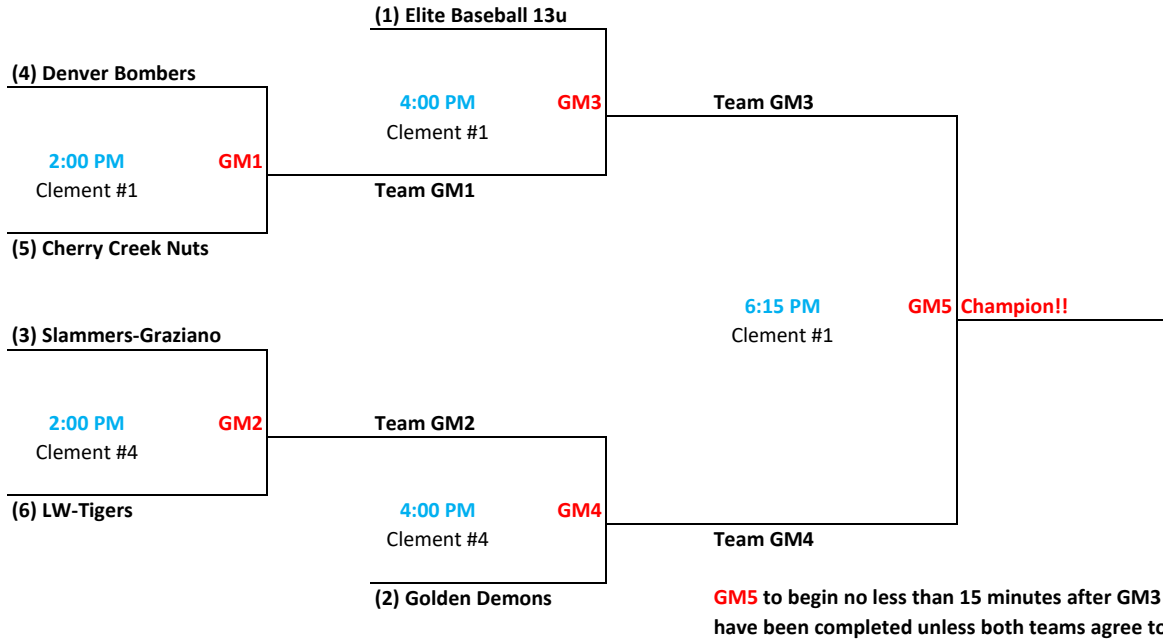 (1) Elite Baseball 13u
(4) Denver Bombers
4:00 PM GM3
Clement #1
Team GM3
2:00 PM GM1
Clement #1
Team GM1
(5) Cherry Creek Nuts
6:15 PM GM5 Champion!!
Clement #1
(3) Slammers-Graziano
2:00 PM GM2
Clement #4
Team GM2
(6) LW-Tigers
4:00 PM GM4
Clement #4
Team GM4
(2) Golden Demons
GM5 to begin no less than 15 minutes after GM3
have been completed unless both teams agree to